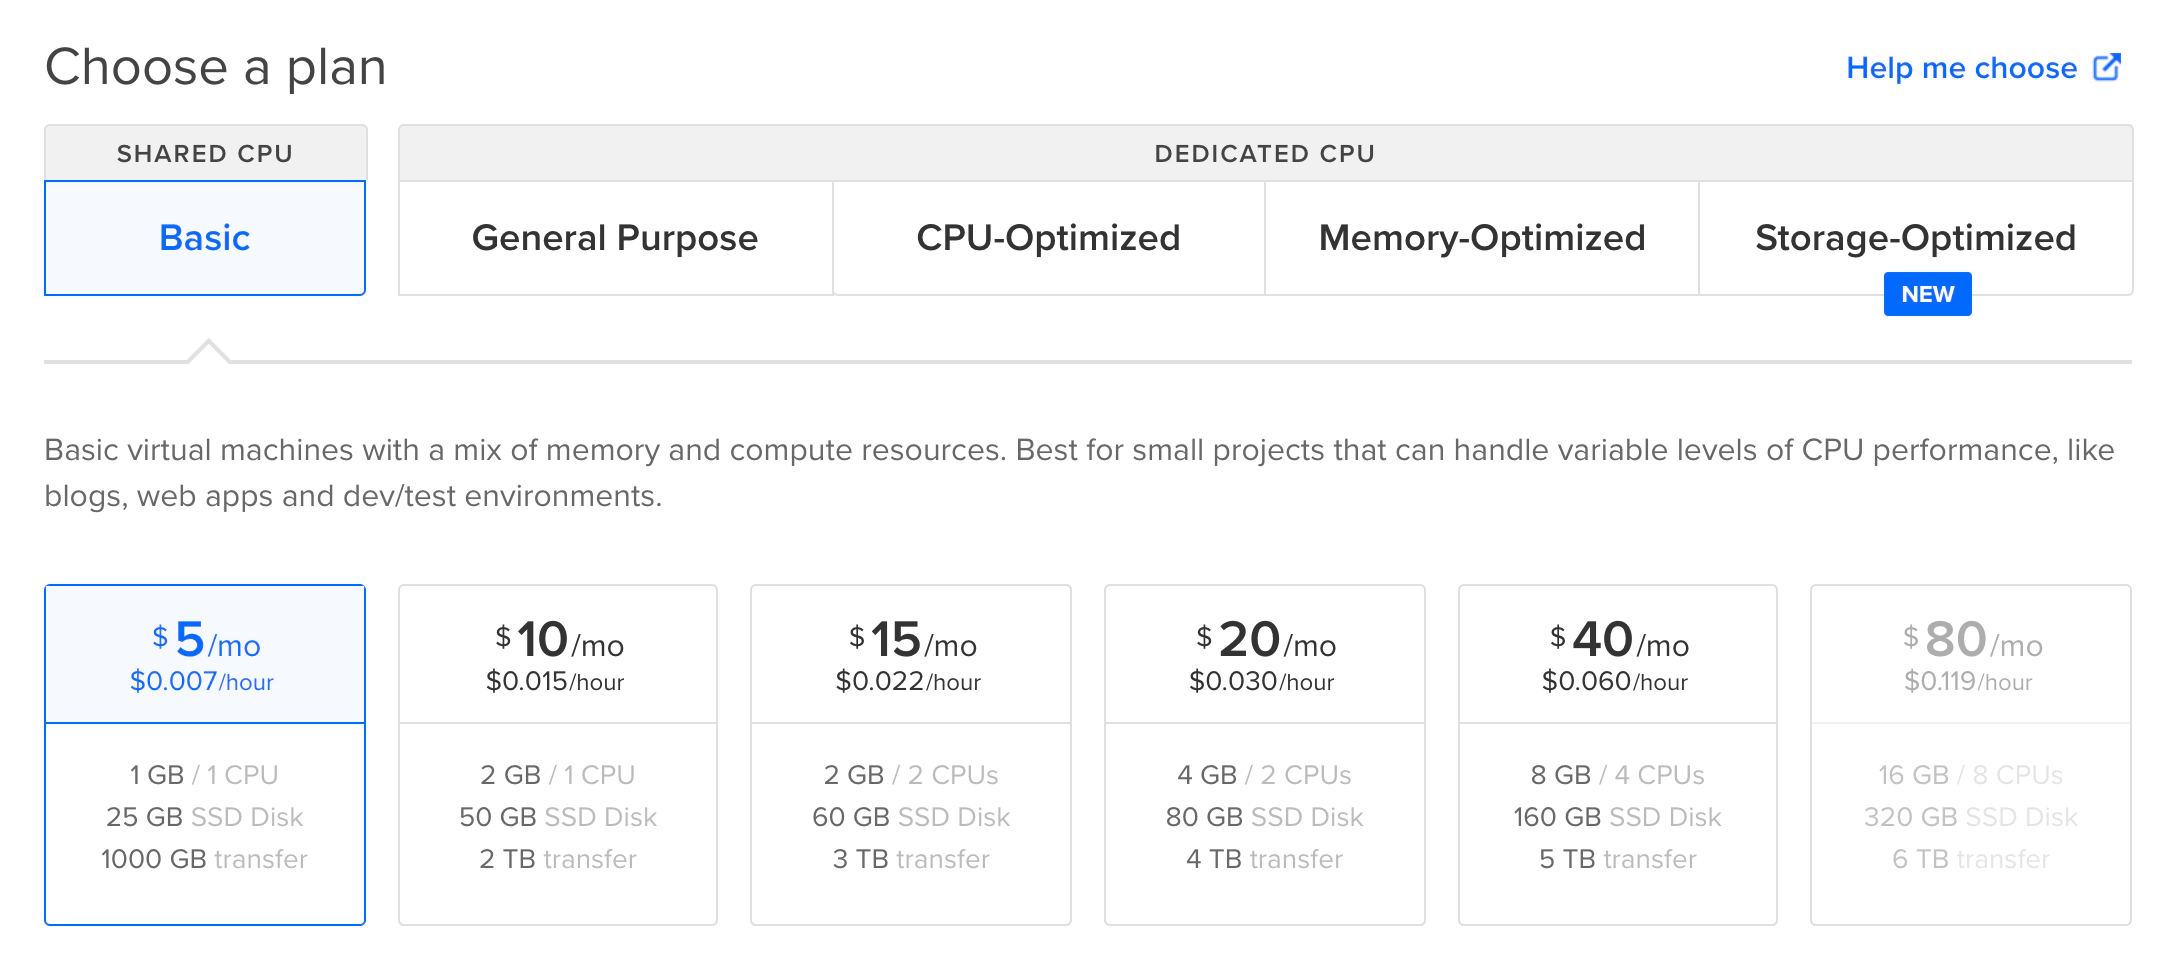 Choose a plan
Help me choose
SHARED CPU
DEDICATED CPU
Basic
General Purpose
CPU-Optimized
Memory-Optimized
Storage-Optimized
NEW
Basic virtual machines with a mix of memory and compute resources. Best for small projects that can handle variable levels of CPU performance, like
blogs, web apps and dev/test environments.
$5/mo
$0.007/hour
1 GB / 1 CPU
25 GB SSD Disk
1000 GB transfer
$10/mo
$0.015/hour
2 GB / 1 CPU
50 GB SSD Disk
2 TB transfer
$15/mo
$0.022/hour
2 GB / 2 CPUs
60 GB SSD Disk
3 TB transfer
$20/mo
$0.030/hour
4 GB / 2 CPUs
80 GB SSD Disk
4 TB transfer
$40/mo
$0.060/hour
8 GB / 4 CPUs
160 GB SSD Disk
5 TB transfer
$80/mo
$0.119/hour
16 GB / 8 CPUs
320 GB SSD Disk
6 TB transfer